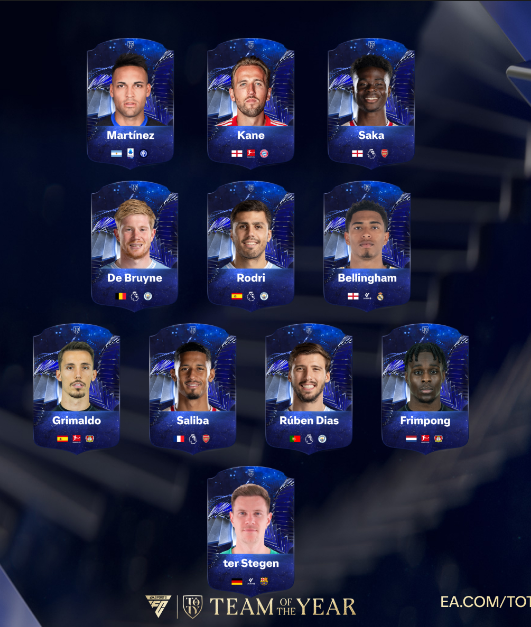 Martínez
Kane
Saka
De Bruyne
Rodri
Bellingham
Grimaldo
Saliba
Rúben Dias
Frimpong
ter Stegen
TEAM OF THE YEAR
EA.COM/TOT